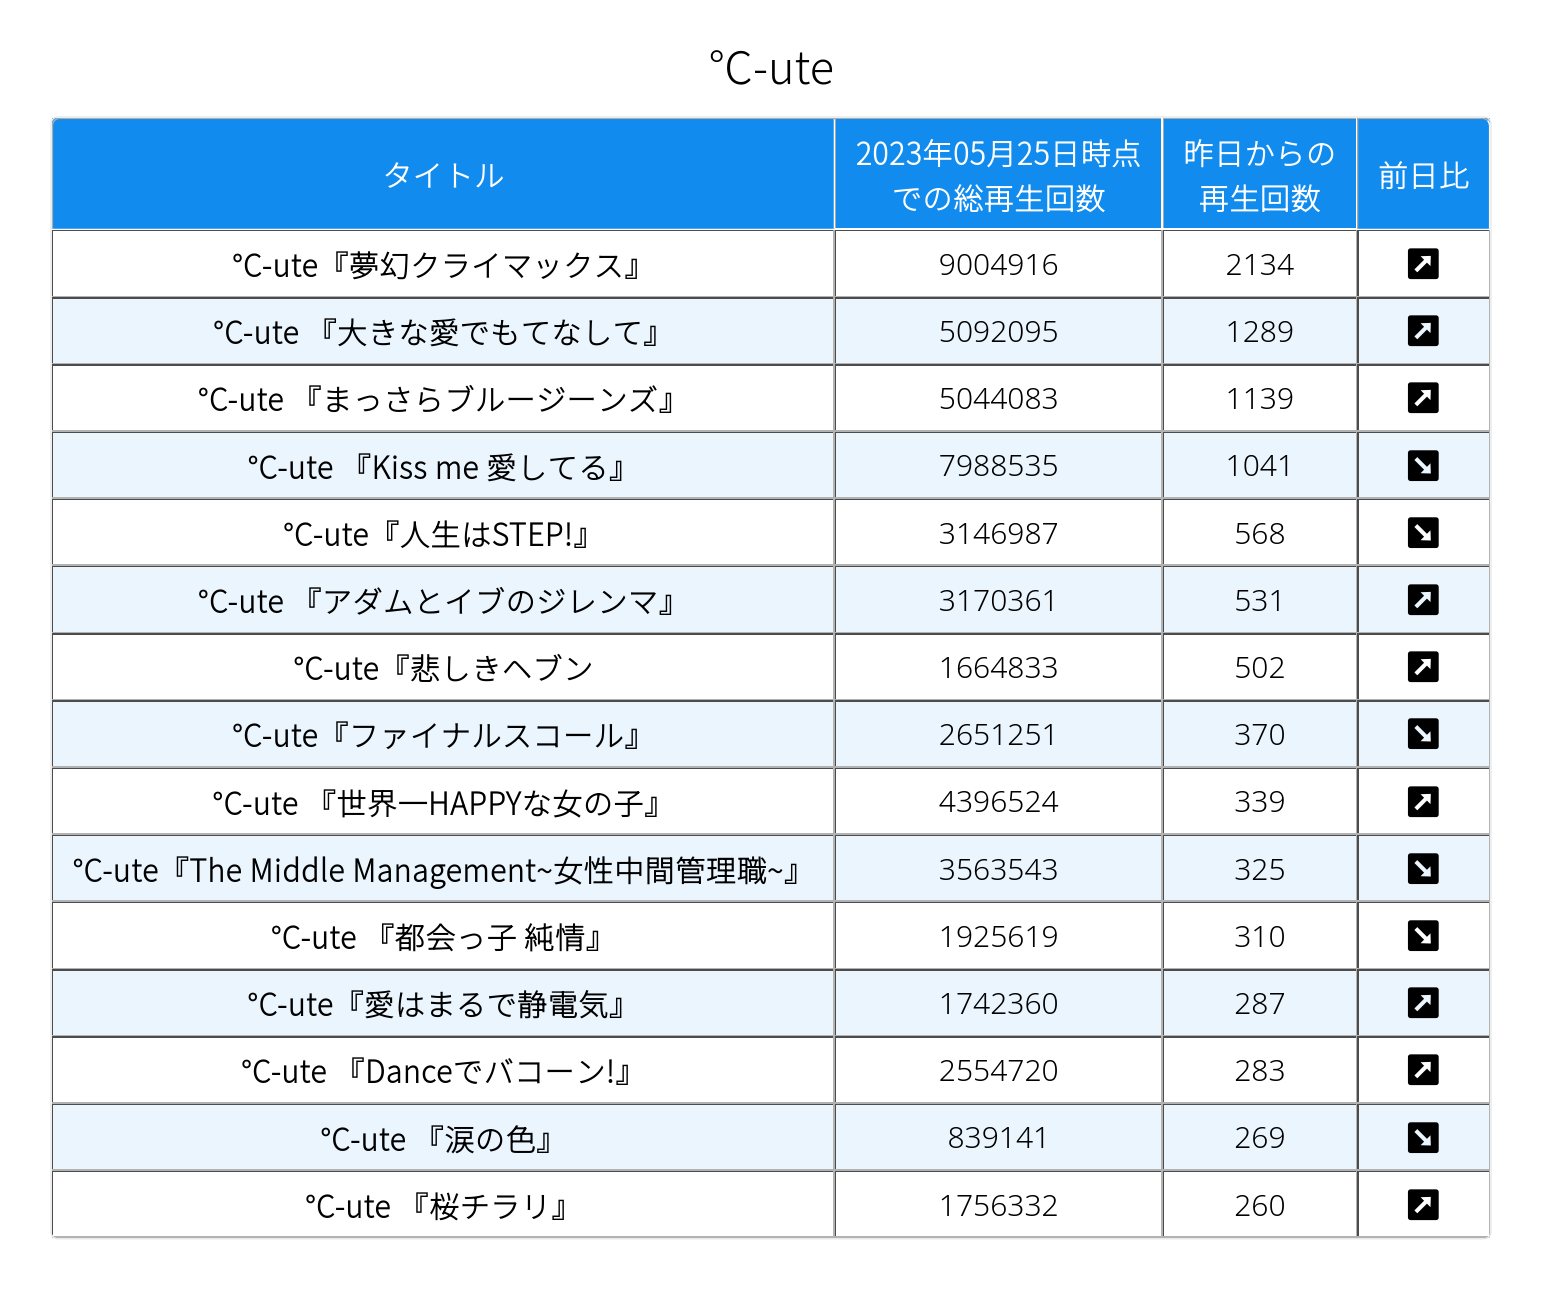 ℃-ute
タイトル
2023年05月25日時点
での総再生回数
昨日からの
再生回数
前日比
℃-ute『夢幻クライマックス』 9004916 2134
℃-ute 『大きな愛でもてなして』 5092095 1289
℃-ute 『まっさらブルージーンズ』 5044083 1139
℃-ute 『Kiss me 愛してる』 7988535 1041
℃-ute『人生はSTEP!』 3146987 568
℃-ute 『アダムとイブのジレンマ』 3170361 531
℃-ute『悲しきヘブン 1664833 502
℃-ute『ファイナルスコール』 2651251 370
℃-ute 『世界一HAPPYな女の子』 4396524 339
℃-ute『The Middle Management~女性中間管理職~』 3563543 325
℃-ute 『都会っ子 純情』 1925619 310
℃-ute『愛はまるで静電気』 1742360 287
℃-ute 『Danceでバコーン!』 2554720 283
℃-ute 『涙の色』 839141 269
℃-ute 『桜チラリ』 1756332 260